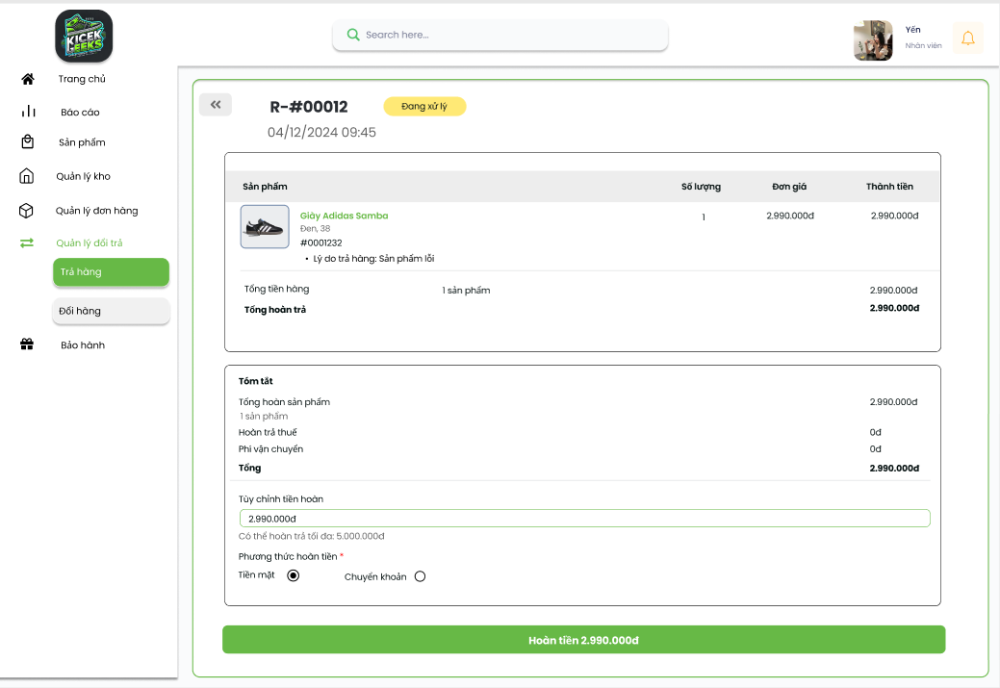 KICEK
EEKS
Search here...
Yến
Nhân viên
Trang chủ
Báo cáo
Sản phẩm
Quản lý kho
Quản lý đơn hàng
Quản lý đổi trả
Trả hàng
Đổi hàng
Bảo hành
R-#00012
Đang xử lý
04/12/2024 09:45
Sản phẩm Số lượng Đơn giá Thành tiền
Giày Adidas Samba 1 2.990.000đ 2.990.000đ
Đen, 38
#0001232
• Lý do trả hàng: Sản phẩm lỗi
Tổng tiền hàng 1 sản phẩm 2.990.000đ
Tổng hoàn trả 2.990.000đ
Tóm tắt
Tổng hoàn sản phẩm 2.990.000đ
1 sản phẩm
Hoàn trả thuế 0đ
Phí vận chuyển 0đ
Tổng 2.990.000đ
Tùy chỉnh tiền hoàn
2.990.000đ
Có thể hoàn trả tối đa: 5.000.000đ
Phương thức hoàn tiền *
Tiền mặt Chuyển khoản
Hoàn tiền 2.990.000đ